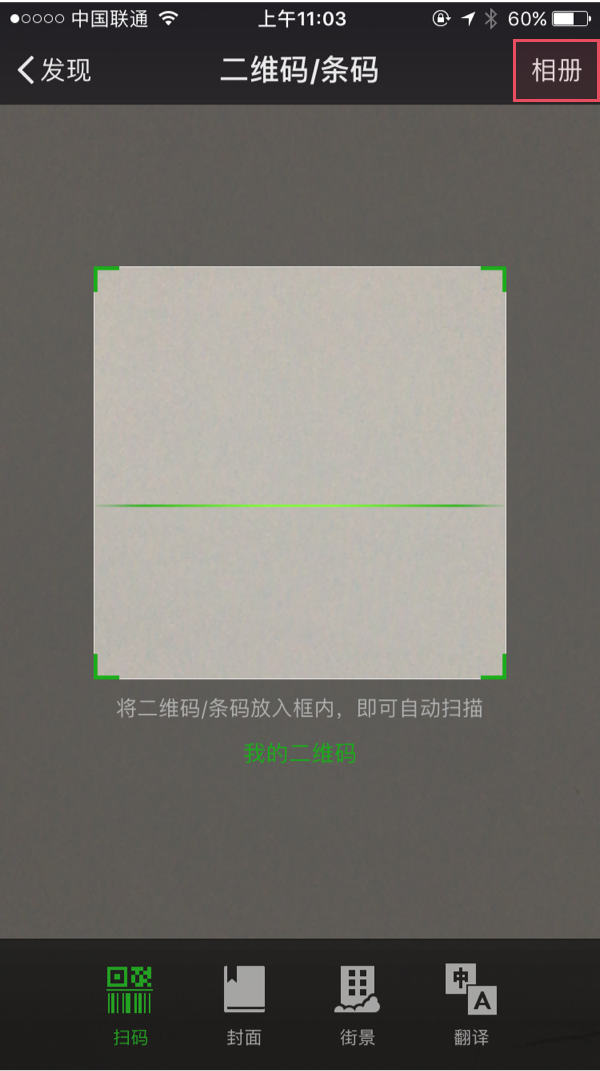 中国联通 上午11:03 60%
发现 二维码/条码 相册
将二维码/条码放入框内，即可自动扫描
我的二维码
中 A
扫码 封面 街景 翻译